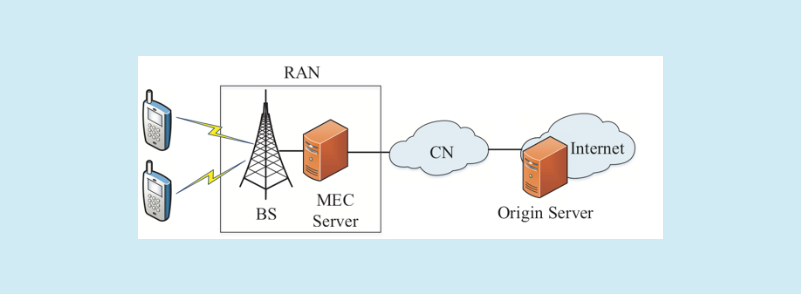 RAN
CN
Internet
BS
MEC
Server
Origin Server